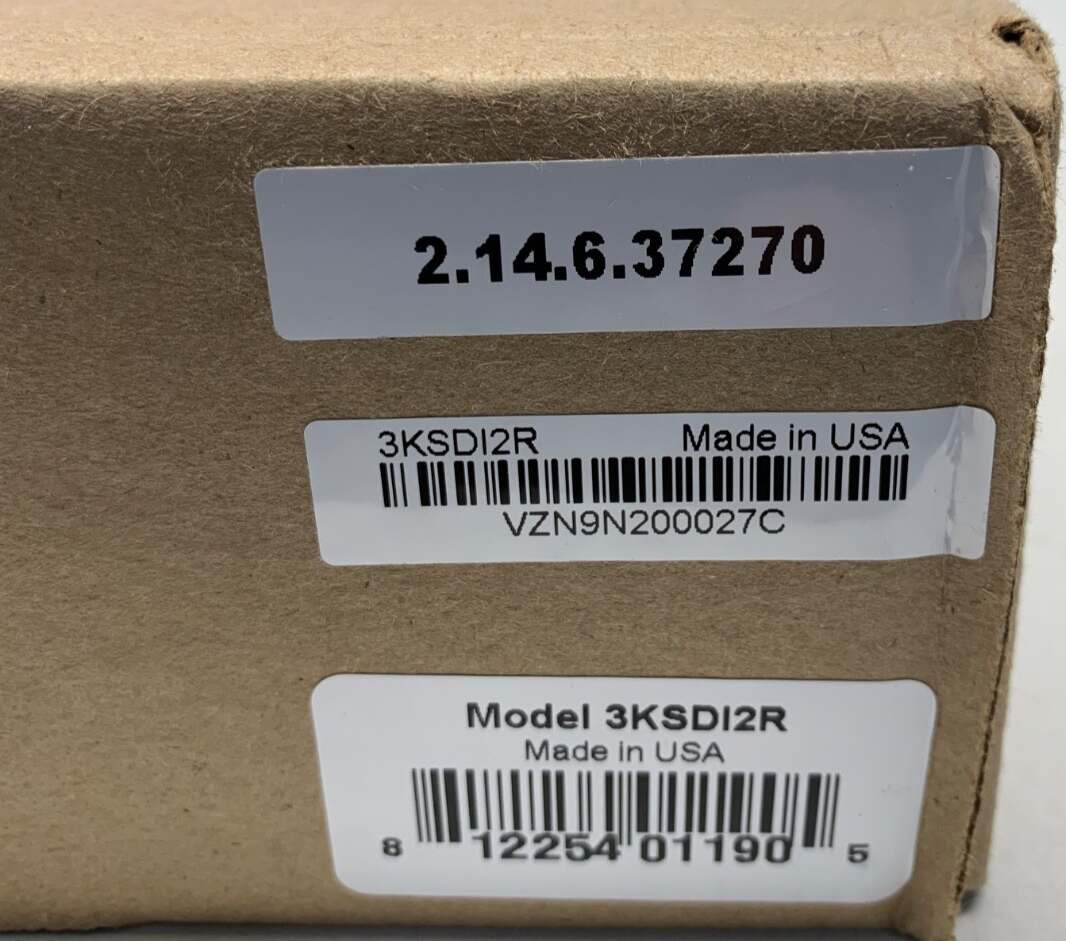 2.14.6.37270
3KSDI2R Made in USA
VZN9N200027C
Model 3KSDI2R
Made in USA
8 12254 01190 5